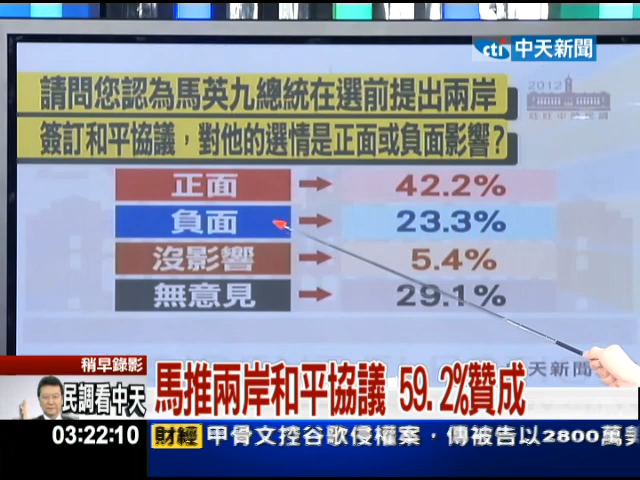 cti 中天新聞
2012
請問您認為馬英九總統在選前提出兩岸
簽訂和平協議,對他的選情是正面或負面影響?
正面 42.2%
負面 23.3%
沒影響 5.4%
無意見 29.1%
中天新聞
稍早錄影
民調看中天
馬推兩岸和平協議 59.2%贊成
03:22:10
財經 甲骨文控谷歌侵權案,傳被告以2800萬美